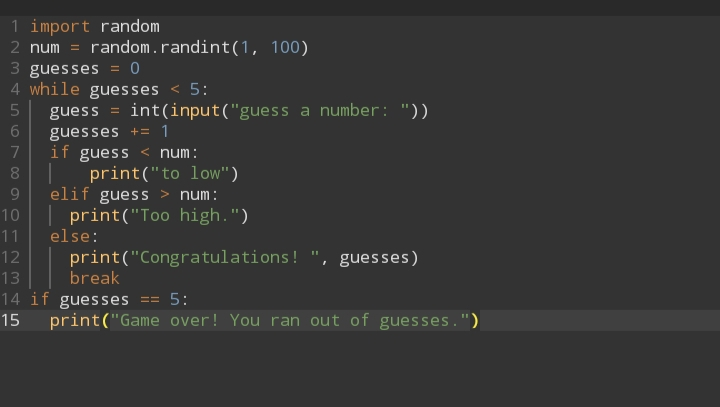 1 import random
2 num = random.randint(1, 100)
3 guesses = 0
4 while guesses < 5:
5   guess = int(input("guess a number: "))
6   guesses += 1
7   if guess < num:
8       print("to low")
9   elif guess > num:
10     print("Too high.")
11   else:
12     print("Congratulations! ", guesses)
13     break
14 if guesses == 5:
15   print("Game over! You ran out of guesses.")